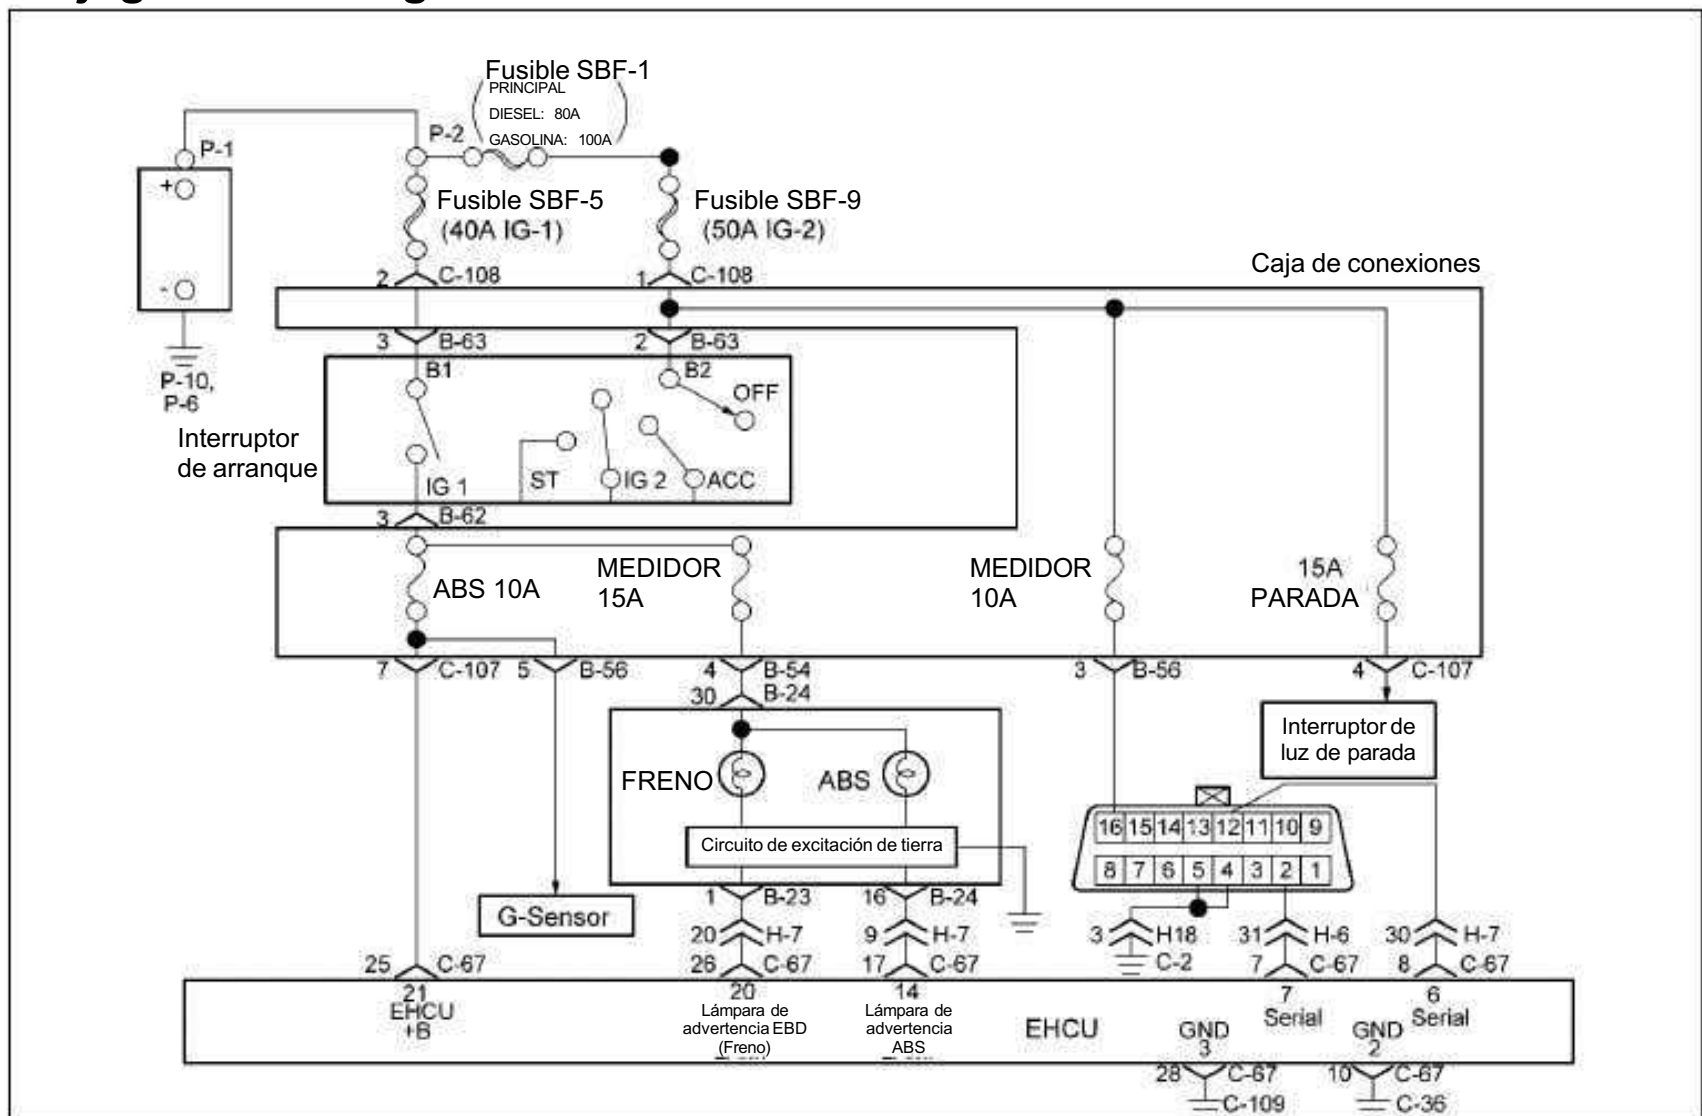 Fusible SBF-1
PRINCIPAL
DIESEL: 80A
GASOLINA: 100A
P-1
P-2
+
-
Fusible SBF-5
(40A IG-1)
Fusible SBF-9
(50A IG-2)
2 C-108
1 C-108
Caja de conexiones
3 B-63
2 B-63
P-10,
P-6
B1
B2
OFF
Interruptor
de arranque
IG 1
ST
IG 2
ACC
3 B-62
ABS 10A
MEDIDOR
15A
MEDIDOR
10A
15A
PARADA
7 C-107
5 B-56
4 B-54
3 B-56
4 C-107
30 B-24
Interruptor de
luz de parada
FRENO
ABS
Circuito de excitación de tierra
16 15 14 13 12 11 10 9
8 7 6 5 4 3 2 1
G-Sensor
1 B-23
16 B-24
20 H-7
9 H-7
3 H18
31 H-6
30 H-7
C-2
25 C-67
26 C-67
17 C-67
7 C-67
8 C-67
21
EHCU
+B
20
Lámpara de
advertencia EBD
(Freno)
14
Lámpara de
advertencia
ABS
EHCU
GND
3
7
Serial
GND
2
6
Serial
28 C-67
10 C-67
C-109
C-36